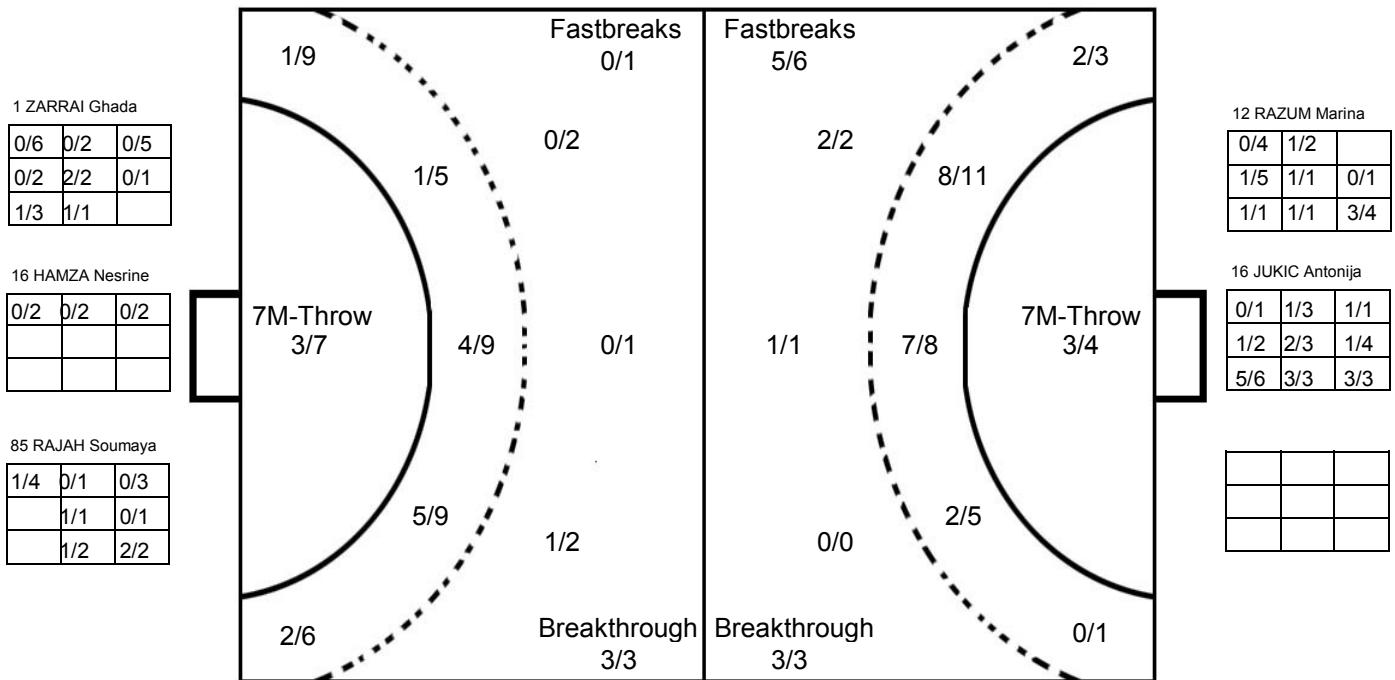 1 ZARRAI Ghada
0/6 0/2 0/5
0/2 2/2 0/1
1/3 1/1
16 HAMZA Nesrine
0/2 0/2 0/2
85 RAJAH Soumaya
1/4 0/1 0/3
1/1 0/1
1/2 2/2
Fastbreaks
0/1
1/9
0/2
1/5
7M-Throw
3/7
4/9
0/1
5/9
1/2
2/6
Breakthrough
3/3
Fastbreaks
5/6
2/3
2/2
8/11
1/1
7/8
7M-Throw
3/4
2/5
0/0
0/1
Breakthrough
3/3
12 RAZUM Marina
0/4 1/2
1/5 1/1 0/1
1/1 1/1 3/4
16 JUKIC Antonija
0/1 1/3 1/1
1/2 2/3 1/4
5/6 3/3 3/3